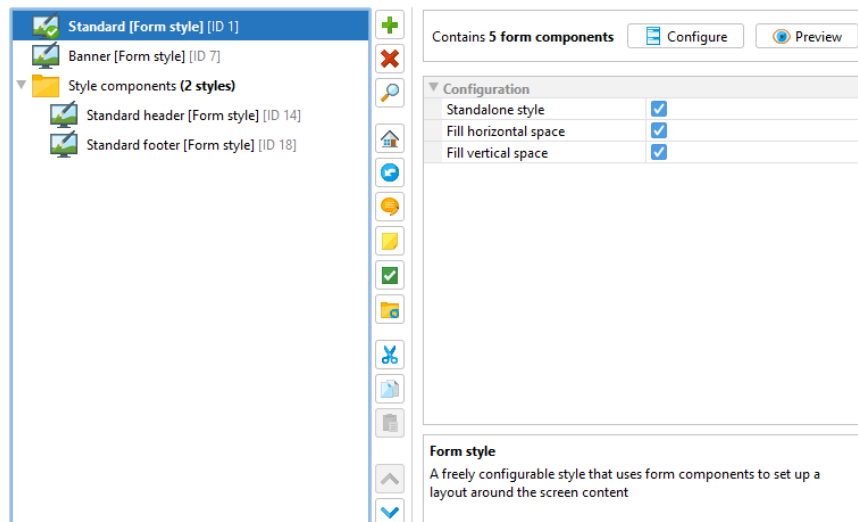 Standard [Form style] [ID 1]
Banner [Form style] [ID 7]
Style components (2 styles)
Standard header [Form style] [ID 14]
Standard footer [Form style] [ID 18]
Contains 5 form components
Configure
Preview
Configuration
Standalone style
Fill horizontal space
Fill vertical space
Form style
A freely configurable style that uses form components to set up a
layout around the screen content